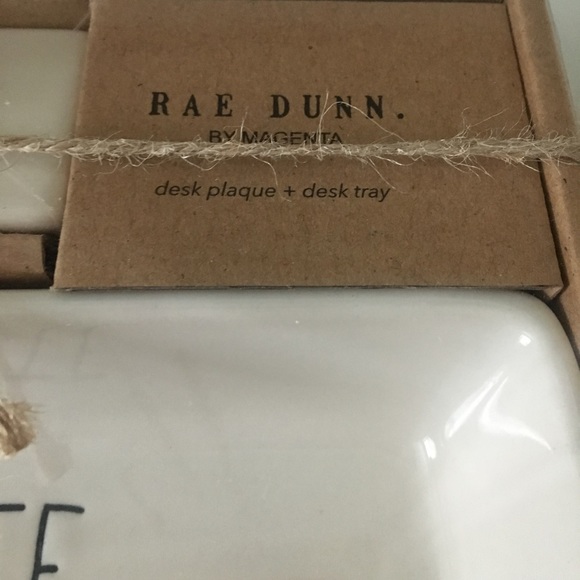 RAE DUNN.
BY MAGENTA
desk plaque + desk tray